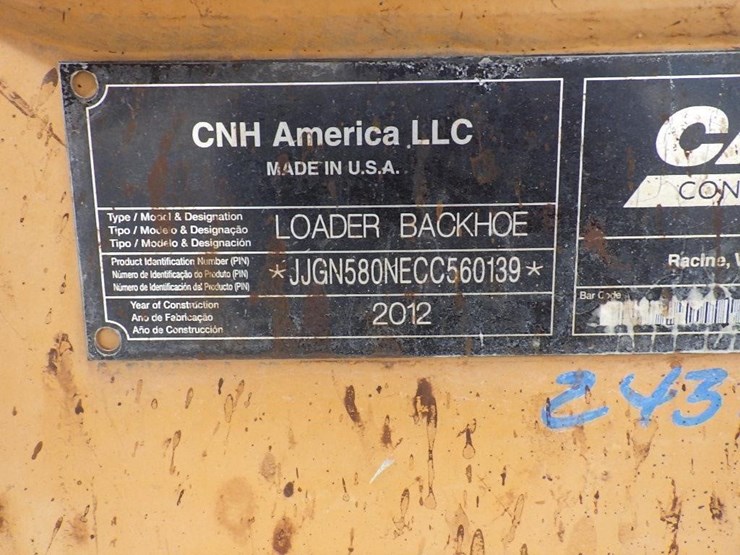 CNH America LLC
MADE IN U.S.A.
Type / Model & Designation
Tipo / Modelo & Designação
Tipo / Modelo & Designación
LOADER BACKHOE
Product Identification Number (PIN)
Número de Identificação do Produto (PIN)
Número de Identificación del Producto (PIN)
*JJGN580NECC560139*
Year of Construction
Ano de Fabricação
Año de Construcción
2012
CA
CON
Racine, W
Bar Code
243